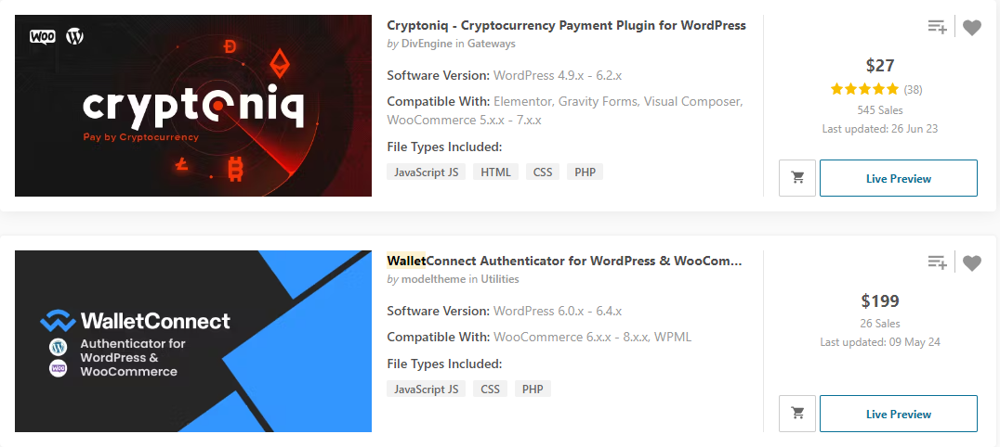 WOO
cryptoniq
Pay by Cryptocurrency
Cryptoniq - Cryptocurrency Payment Plugin for WordPress
by DivEngine in Gateways
Software Version: WordPress 4.9.x - 6.2.x
Compatible With: Elementor, Gravity Forms, Visual Composer,
WooCommerce 5.x.x - 7.x.x
File Types Included:
JavaScript JS HTML CSS PHP
$27
(38)
545 Sales
Last updated: 26 Jun 23
Live Preview
WalletConnect
Authenticator for
WordPress &
WOO
WooCommerce
WalletConnect Authenticator for WordPress & WooCom...
by modeltheme in Utilities
Software Version: WordPress 6.0.x - 6.4.x
Compatible With: WooCommerce 6.x.x - 8.x.x, WPML
File Types Included:
JavaScript JS CSS PHP
$199
26 Sales
Last updated: 09 May 24
Live Preview